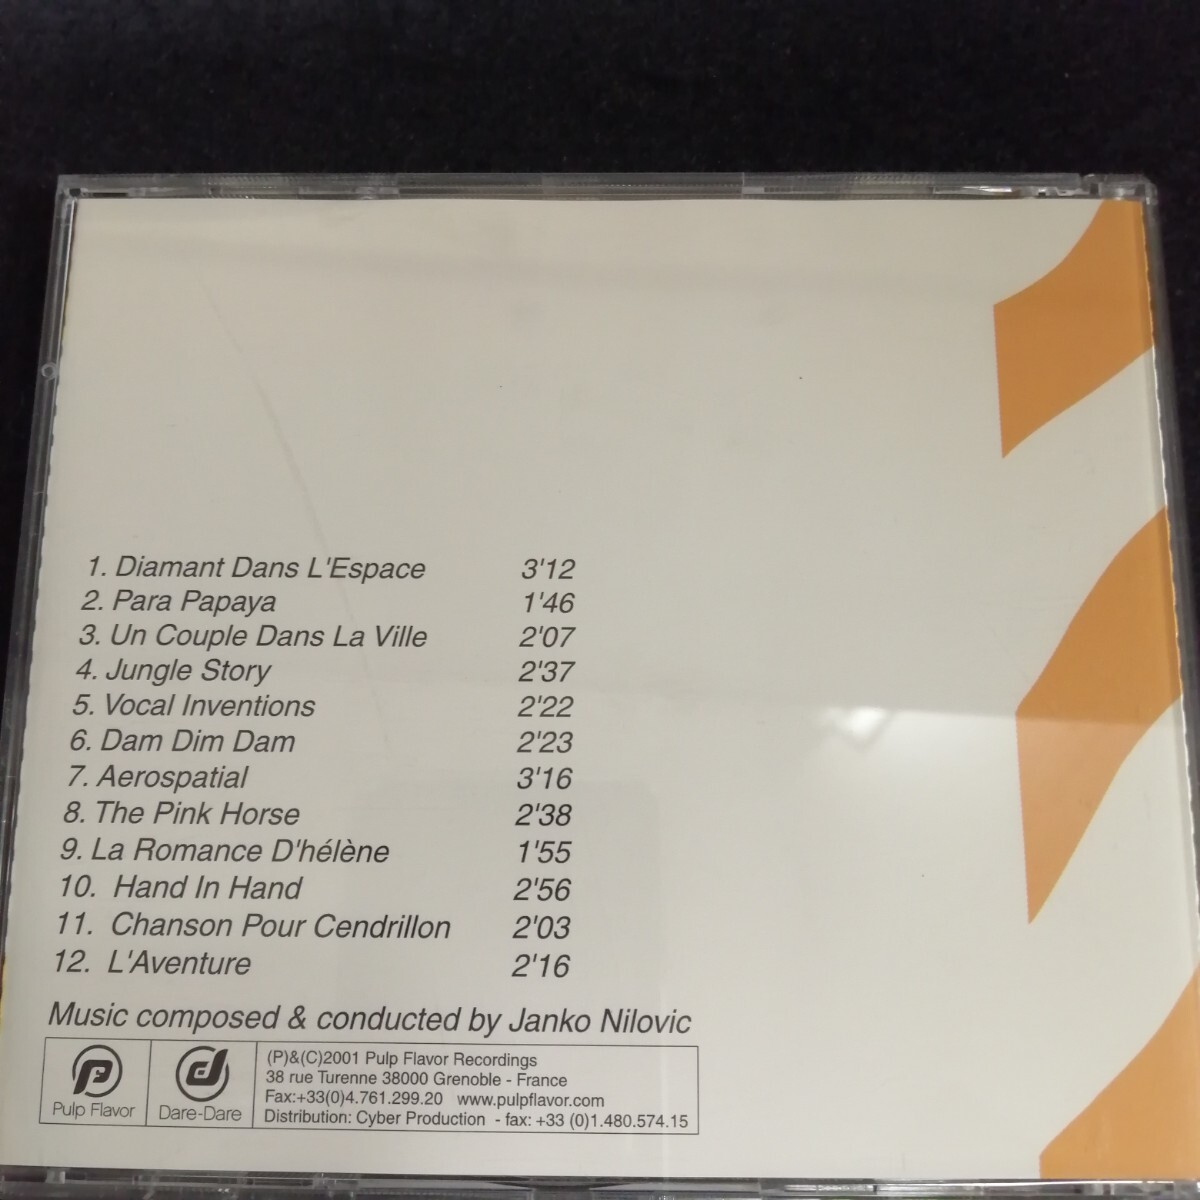 1. Diamant Dans L'Espace 3'12
2. Para Papaya 1'46
3. Un Couple Dans La Ville 2'07
4. Jungle Story 2'37
5. Vocal Inventions 2'22
6. Dam Dim Dam 2'23
7. Aerospatial 3'16
8. The Pink Horse 2'38
9. La Romance D'hélène 1'55
10. Hand In Hand 2'56
11. Chanson Pour Cendrillon 2'03
12. L'Aventure 2'16
Music composed & conducted by Janko Nilovic
Pulp Flavor
Dare-Dare
(P)&(C)2001 Pulp Flavor Recordings
38 rue Turenne 38000 Grenoble - France
Fax:+33(0)4.761.299.20 www.pulpflavor.com
Distribution: Cyber Production - fax: +33 (0)1.480.574.15